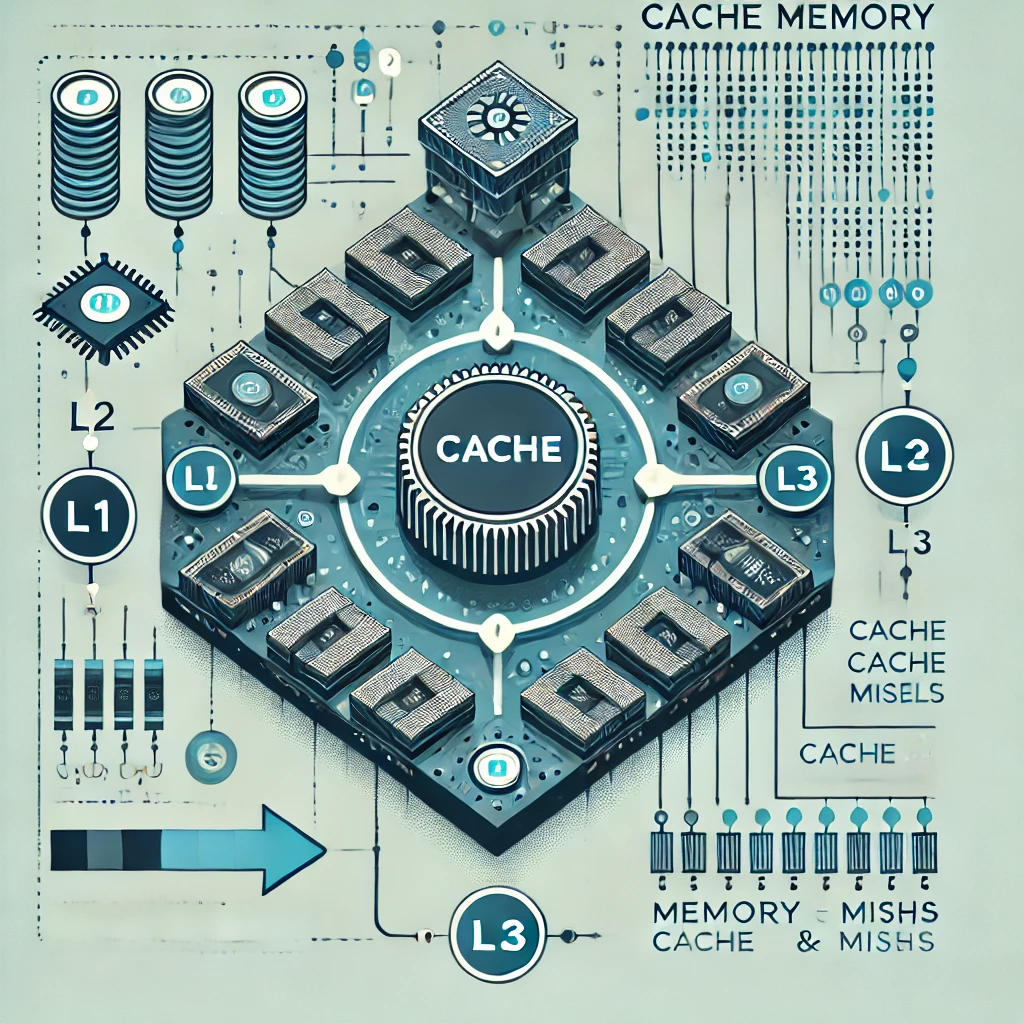 CACHE MEMORY
L2
L1
CACHE
L1
L3
L2
L3
CACHE
CACHE
MISELS
CACHE
MEMORY - MISHS
CACHE & MISHS
L3